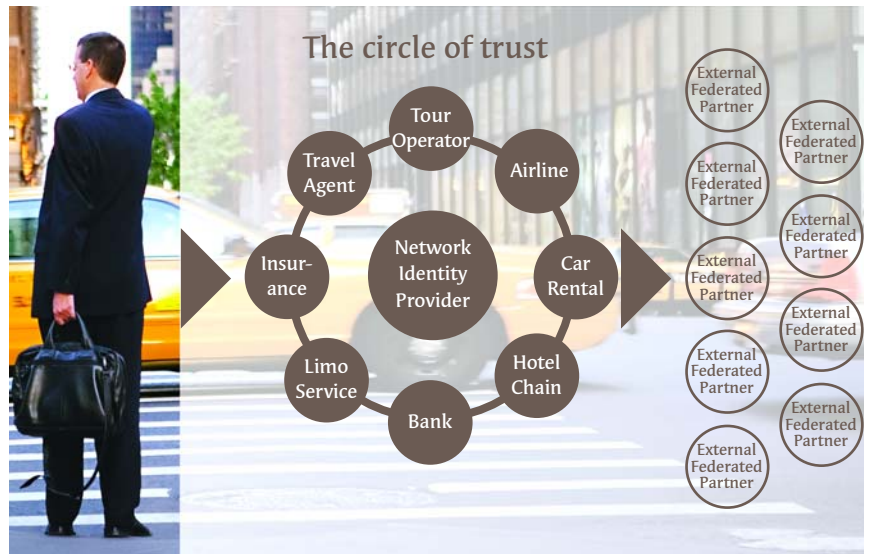 The circle of trust
Tour
Operator
Travel
Agent
Airline
Insur-
ance
Network
Identity
Provider
Car
Rental
Limo
Service
Hotel
Chain
Bank
External
Federated
Partner
External
Federated
Partner
External
Federated
Partner
External
Federated
Partner
External
Federated
Partner
External
Federated
Partner
External
Federated
Partner
External
Federated
Partner
External
Federated
Partner